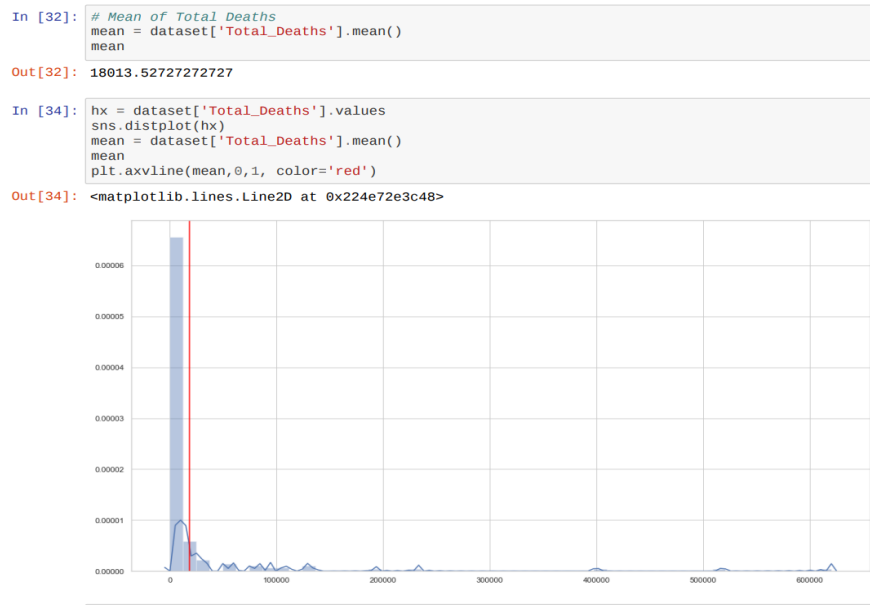 In [32]: # Mean of Total Deaths
mean = dataset['Total_Deaths'].mean()
mean
Out[32]: 18013.52727272727
In [34]: hx = dataset['Total_Deaths'].values
sns.distplot(hx)
mean = dataset['Total_Deaths'].mean()
mean
plt.axvline(mean,0,1, color='red')
Out[34]: <matplotlib.lines.Line2D at 0x224e72e3c48>
0.00006
0.00005
0.00004
0.00003
0.00002
0.00001
0.00000
0 100000 200000 300000 400000 500000 600000